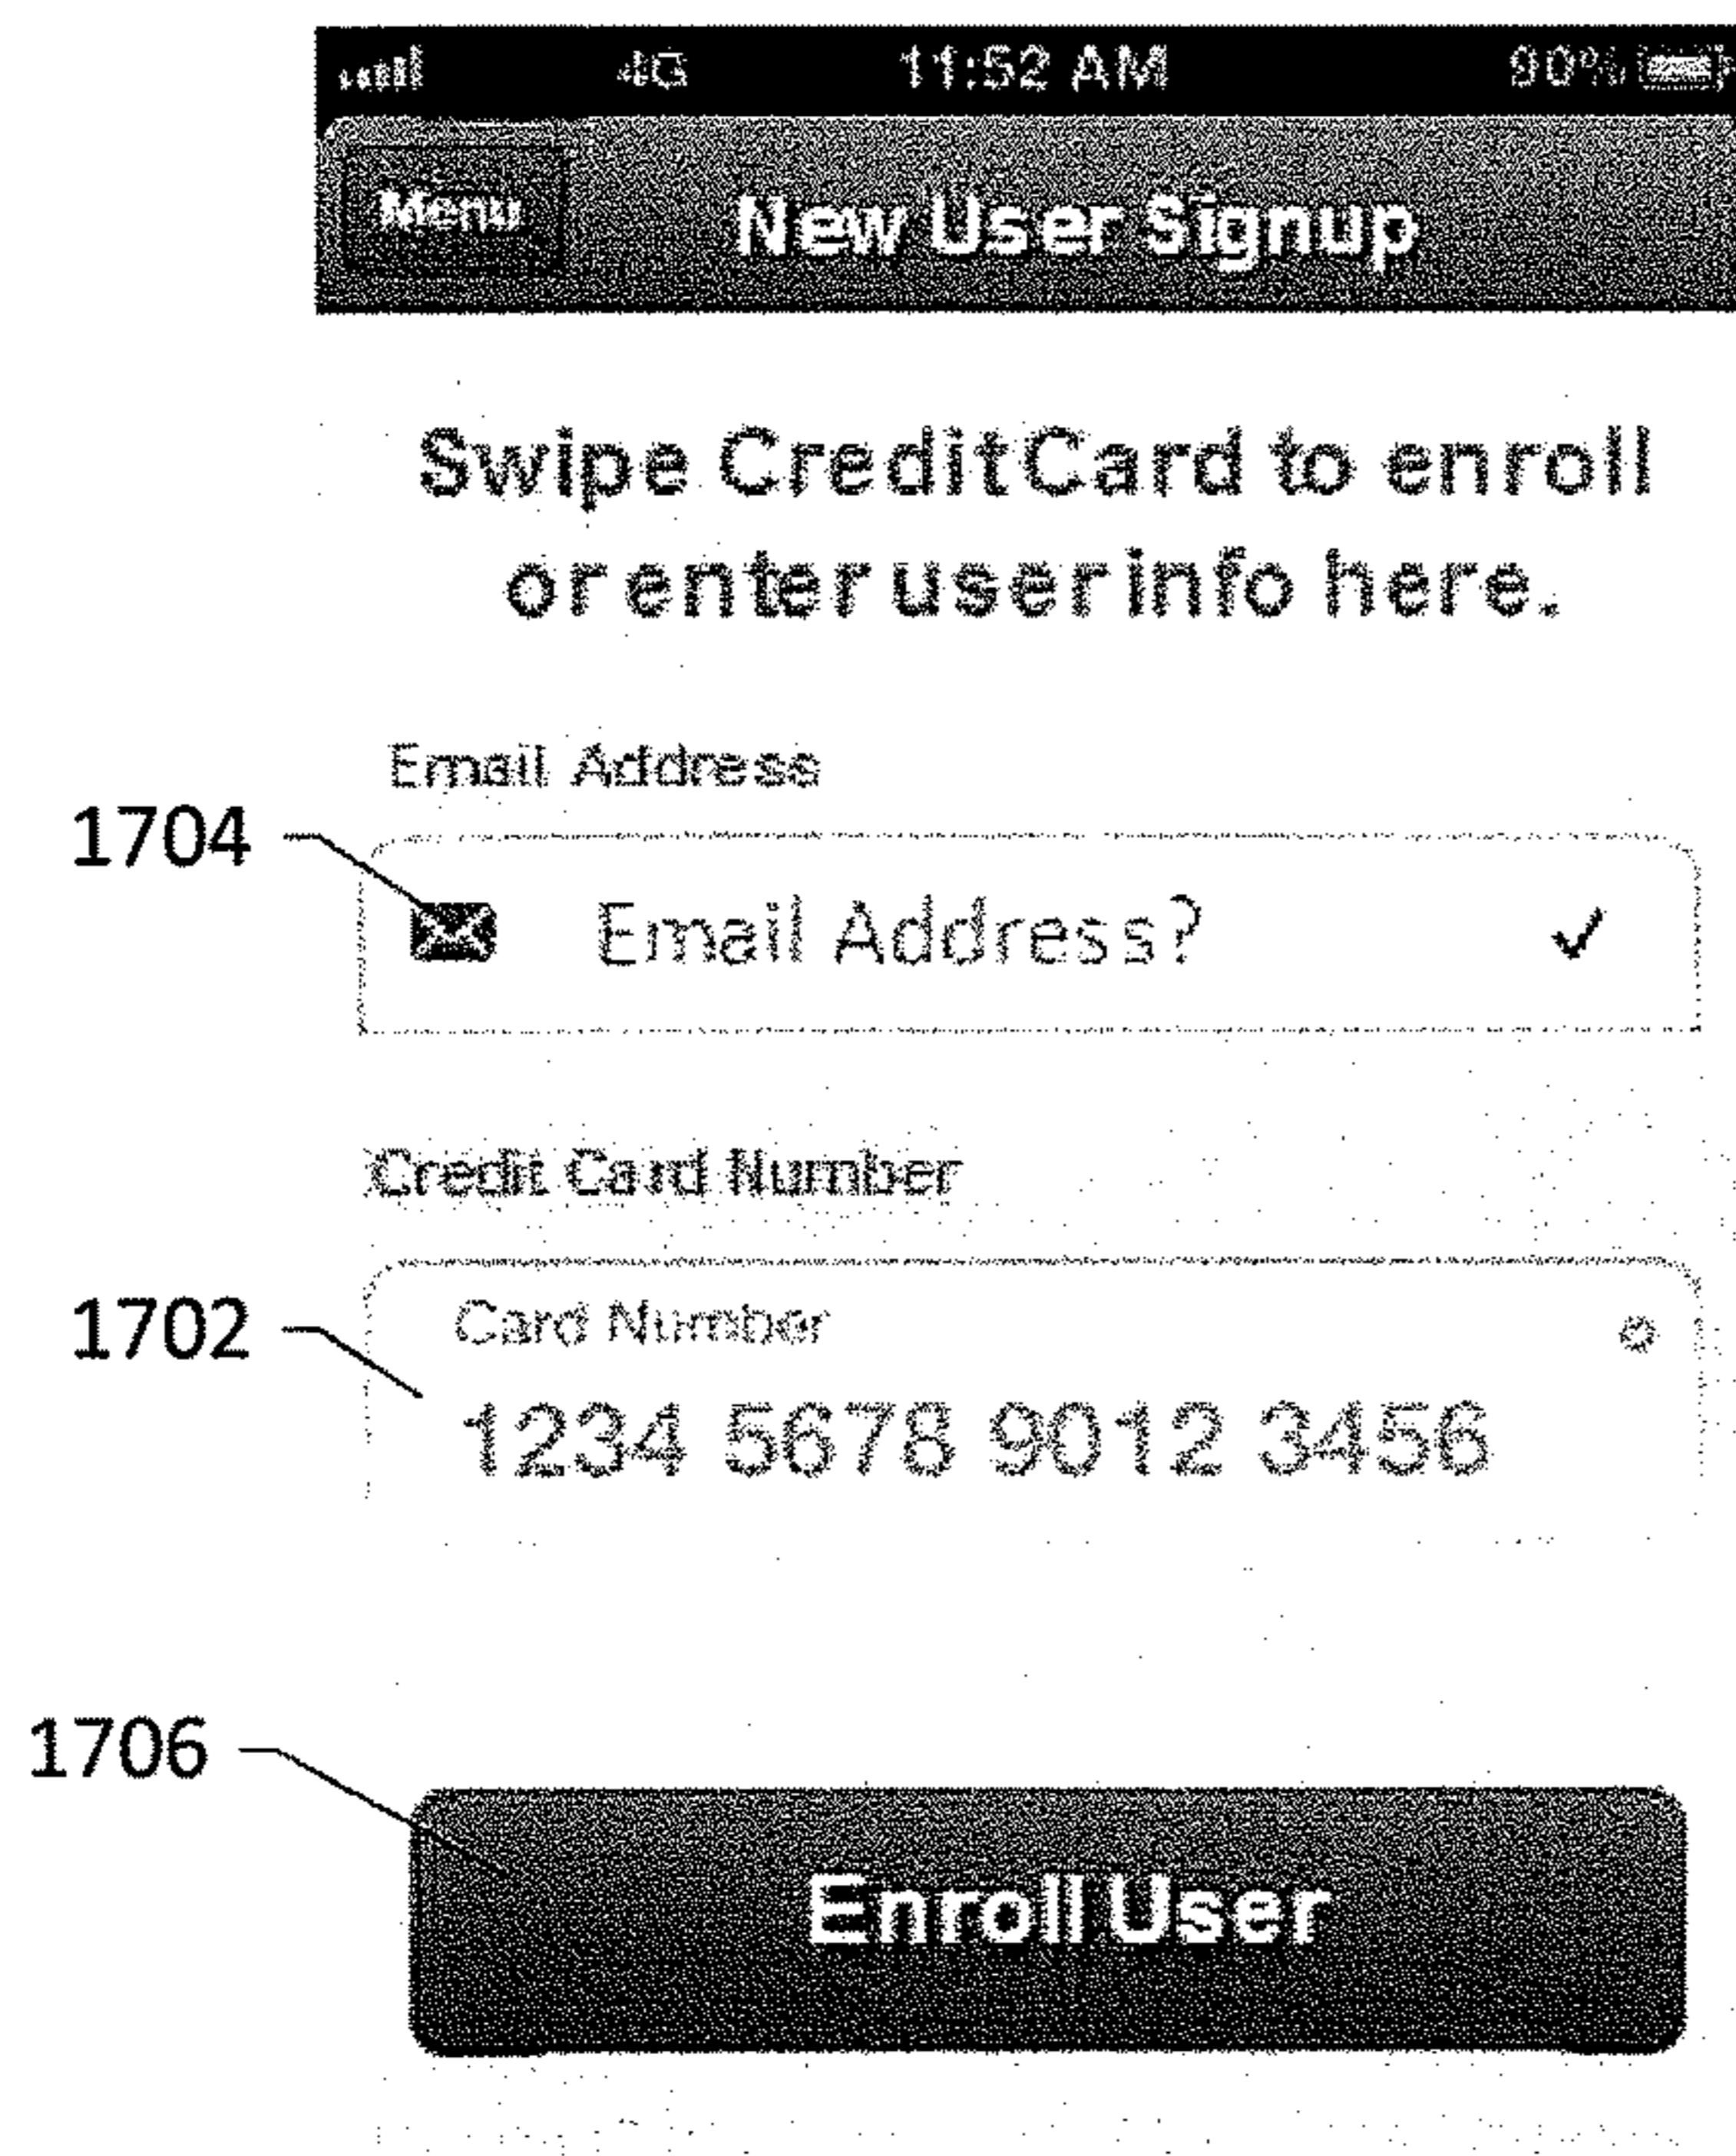 4G 11:52 AM 90%
Menu New User Signup
Swipe Credit Card to enroll
or enter user info here.
Email Address
1704
Email Address?
Credit Card Number
1702
Card Number
1234 5678 9012 3456
1706
Enroll User